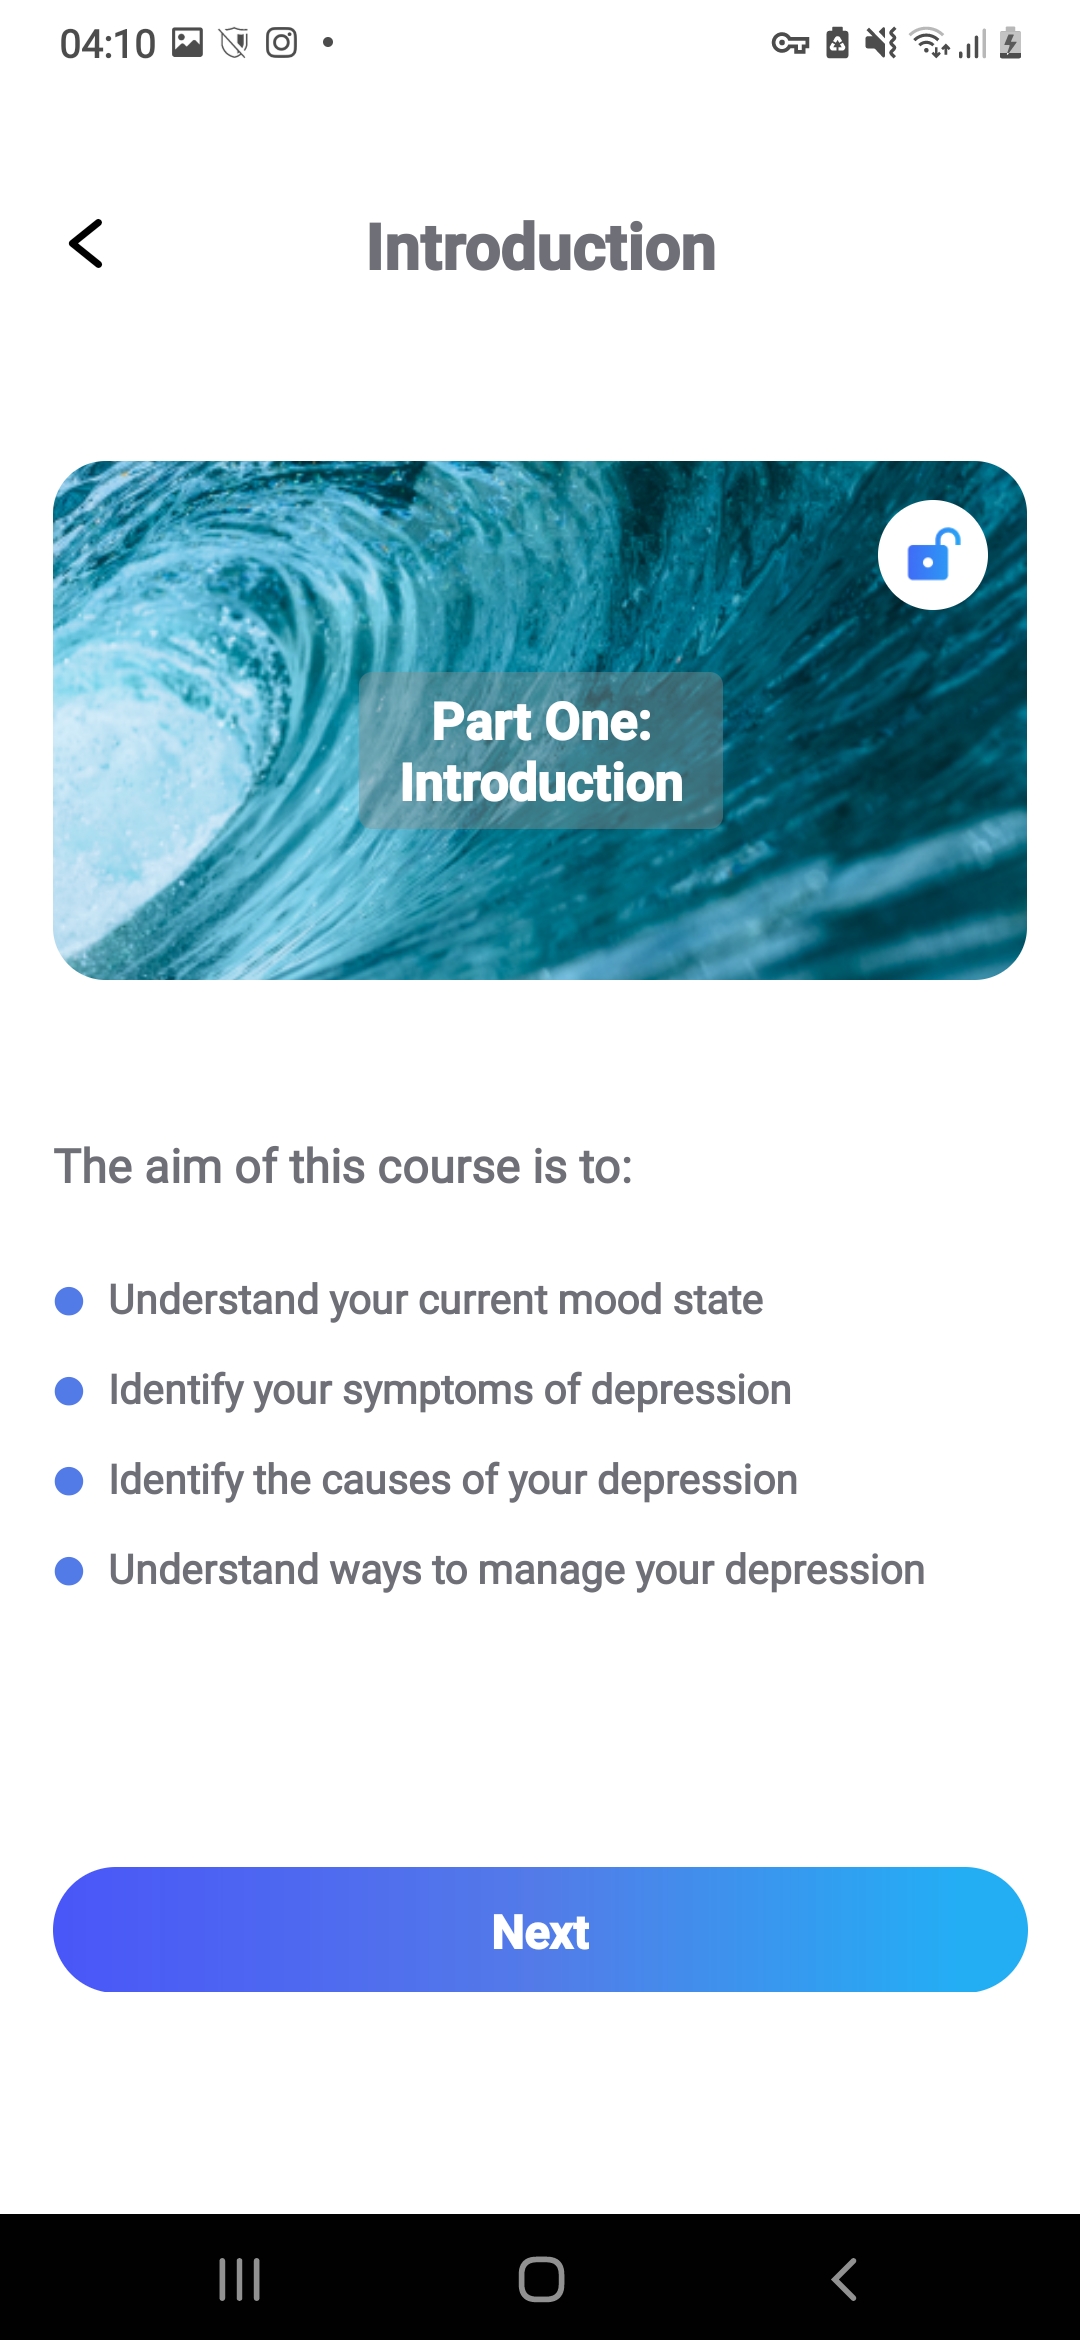 04:10
Introduction
Part One:
Introduction
The aim of this course is to:
Understand your current mood state
Identify your symptoms of depression
Identify the causes of your depression
Understand ways to manage your depression
Next